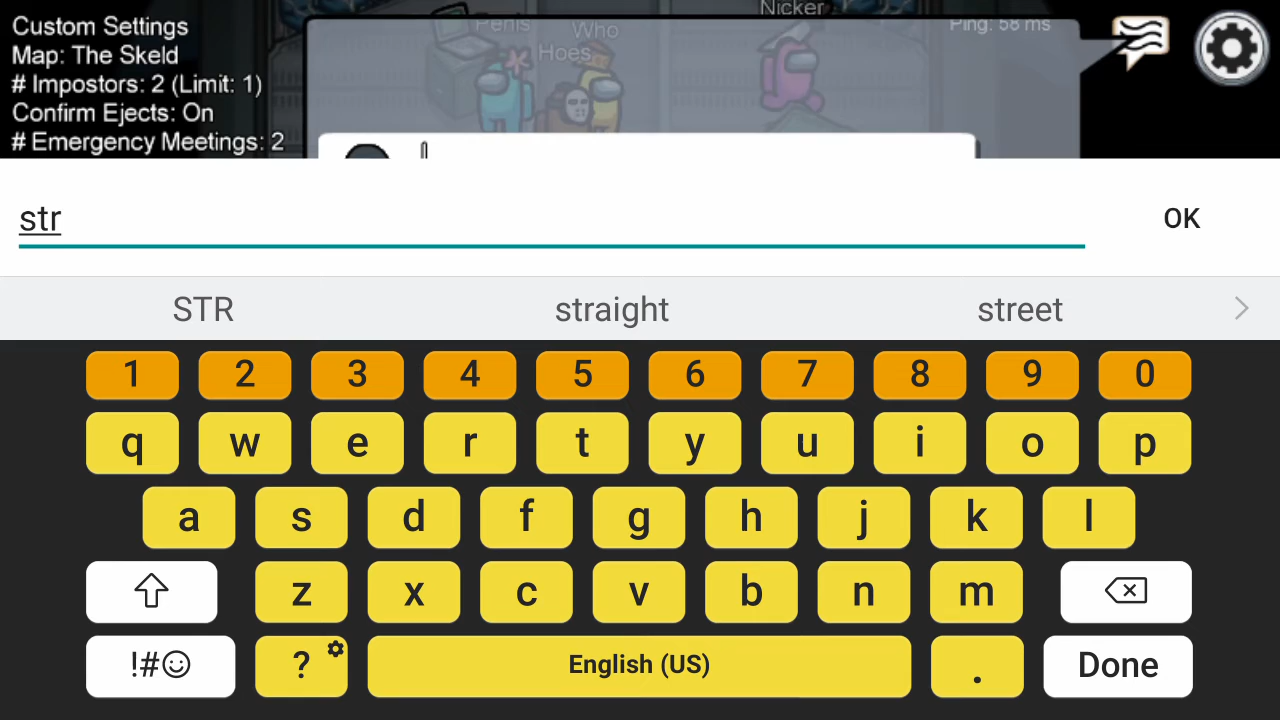 Custom Settings
Map: The Skeld
# Impostors: 2 (Limit: 1)
Confirm Ejects: On
# Emergency Meetings: 2
Penis
Who
Hoes
Nicker
Ping: 58 ms
str
OK
STR straight street
1 2 3 4 5 6 7 8 9 0
q w e r t y u i o p
a s d f g h j k l
z x c v b n m
!#☺ ? English (US) . Done